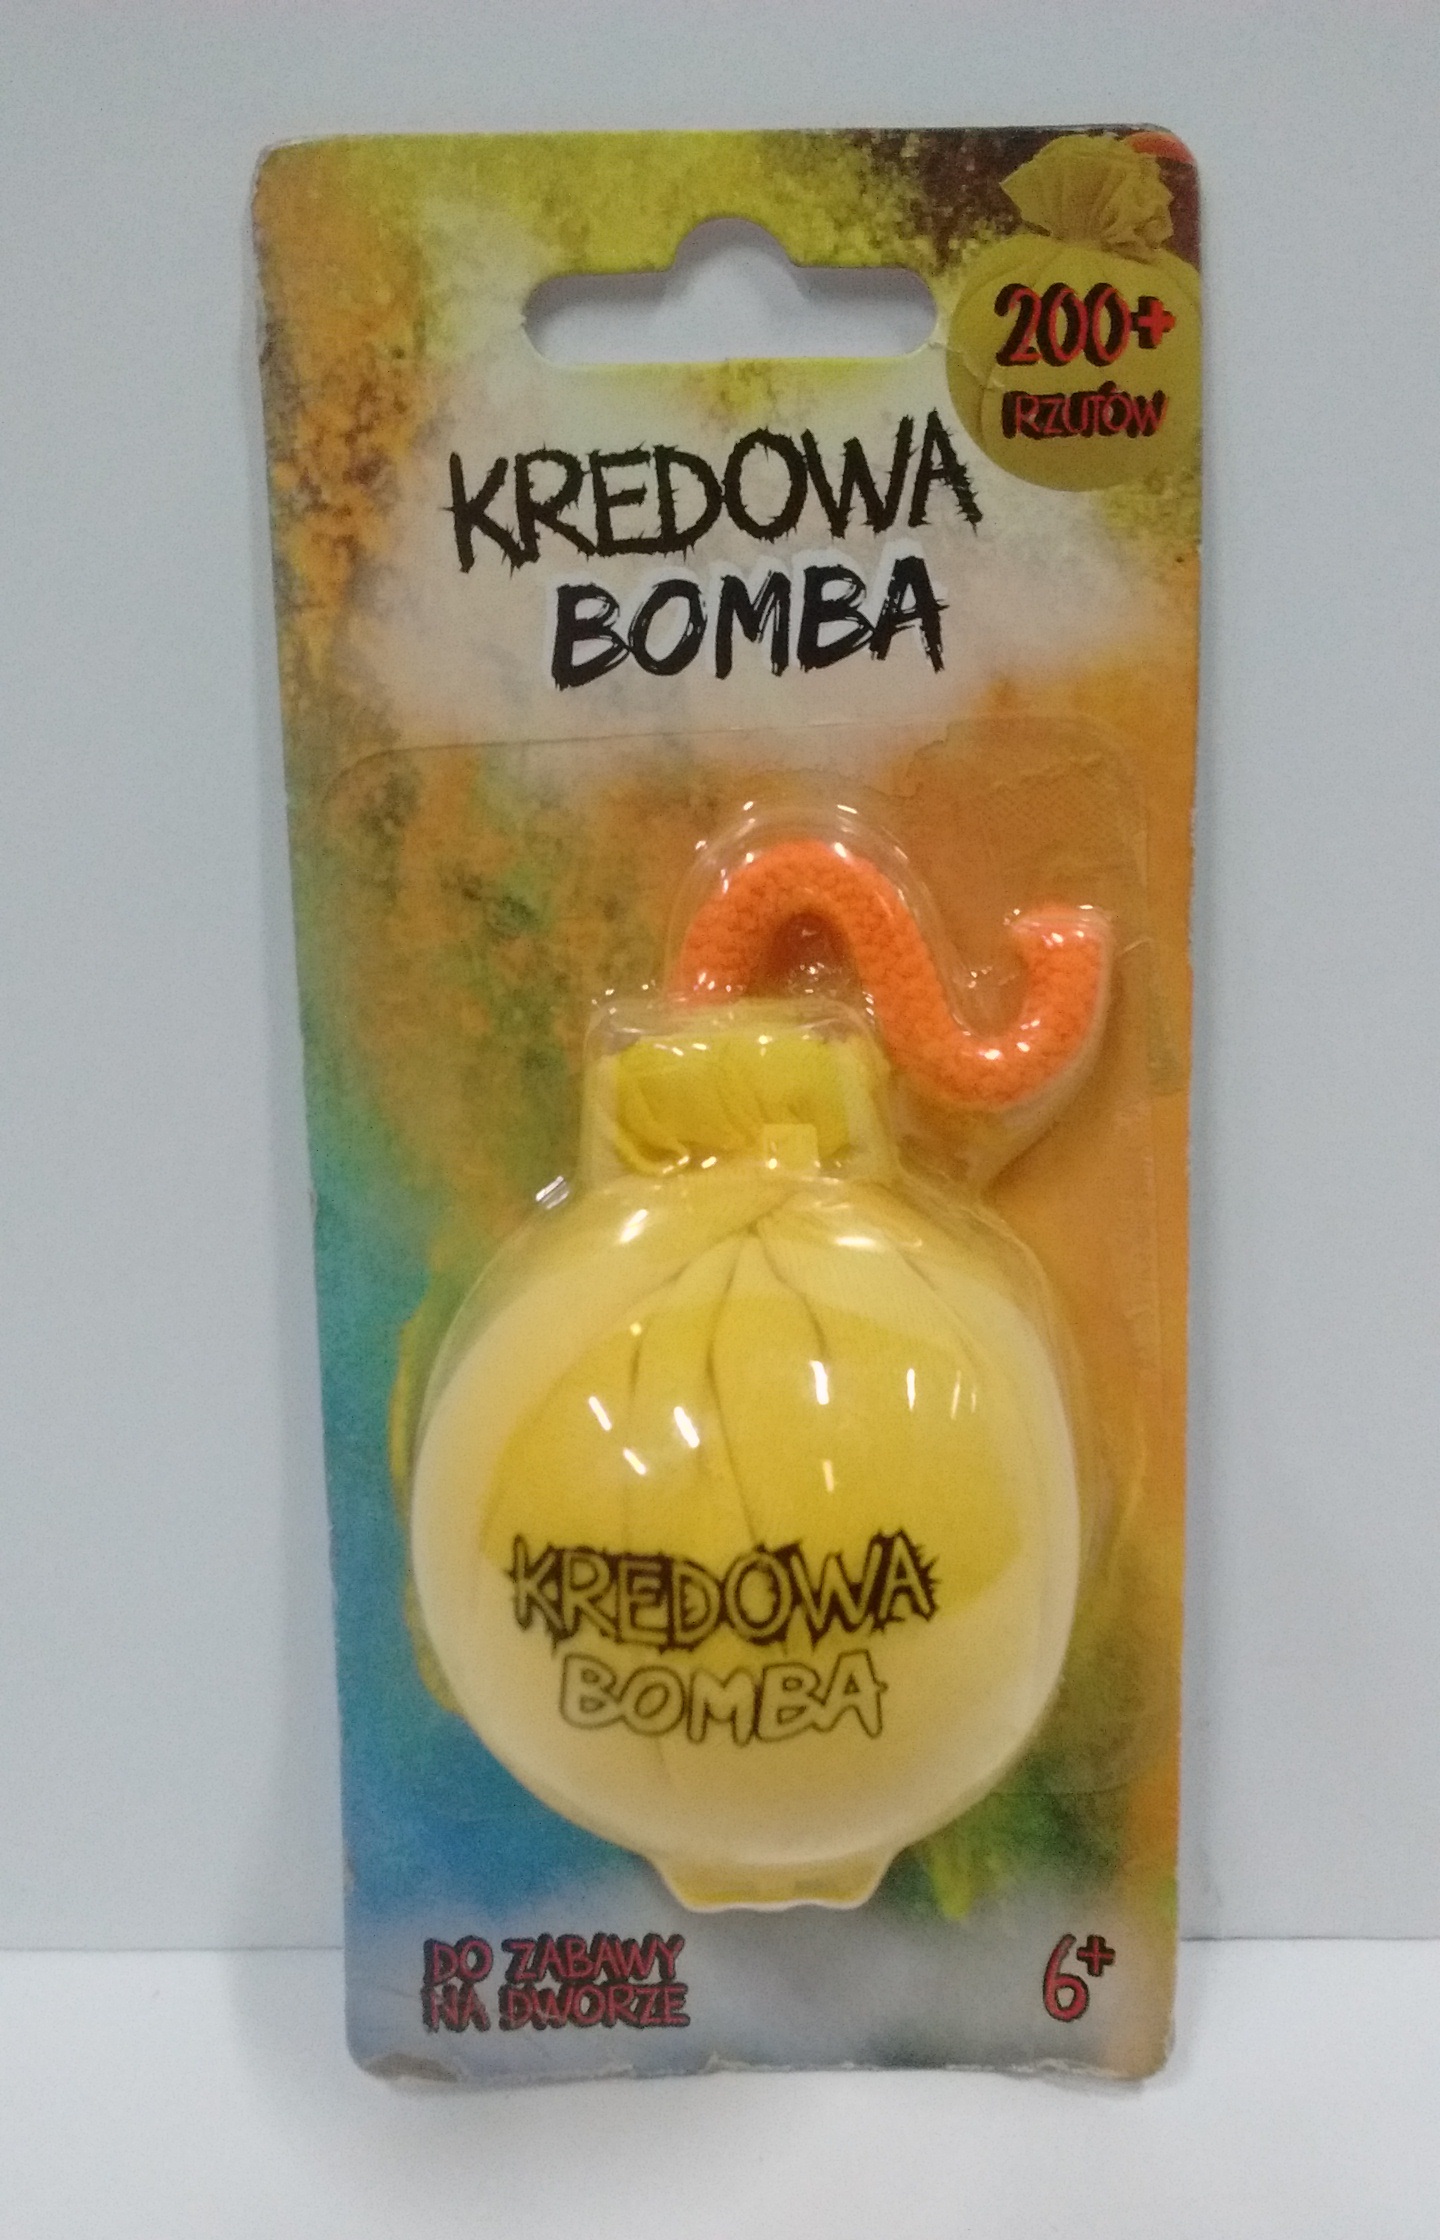 200+
RZUTÓW
KREDOWA
BOMBA
KREDOWA
BOMBA
DO ZABAWY
NA DWORZE
6+